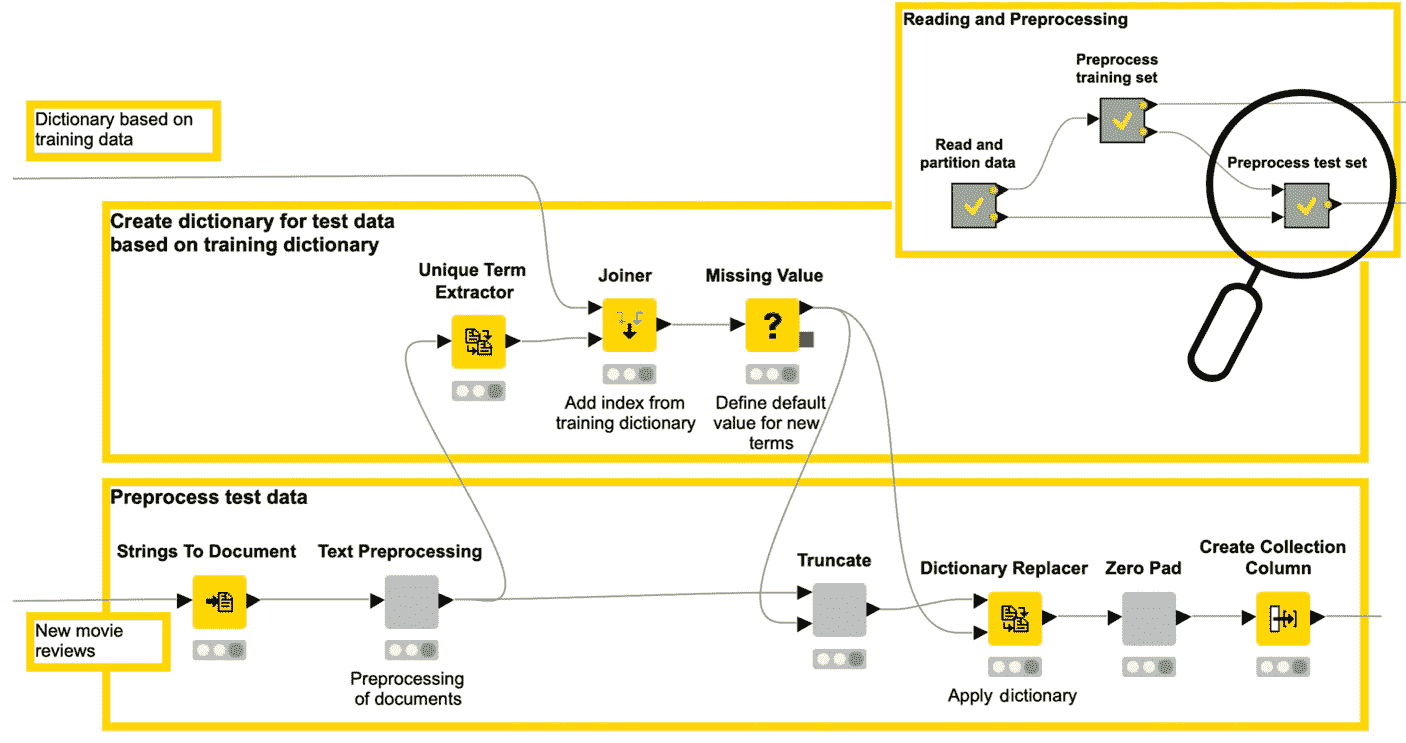 Reading and Preprocessing
Preprocess
training set
Read and
partition data
Preprocess test set
Dictionary based on
training data
Create dictionary for test data
based on training dictionary
Unique Term
Extractor
Joiner
Missing Value
?
Add index from
training dictionary
Define default
value for new
terms
Preprocess test data
Strings To Document
Text Preprocessing
Truncate
Dictionary Replacer
Zero Pad
Create Collection
Column
New movie
reviews
Preprocessing
of documents
Apply dictionary